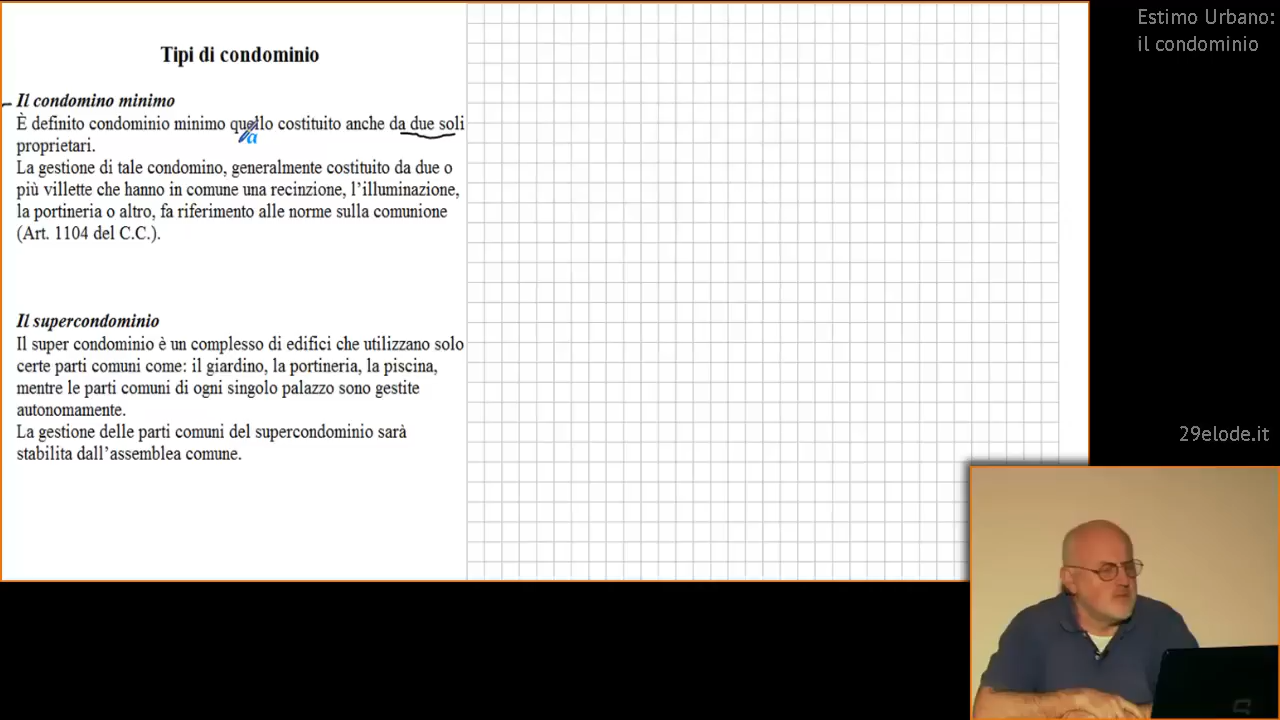 Estimo Urbano:
il condominio
Tipi di condominio
Il condomino minimo
È definito condominio minimo quello costituito anche da due soli
proprietari.
La gestione di tale condomino, generalmente costituito da due o
più villette che hanno in comune una recinzione, l'illuminazione,
la portineria o altro, fa riferimento alle norme sulla comunione
(Art. 1104 del C.C.).
Il supercondominio
Il super condominio è un complesso di edifici che utilizzano solo
certe parti comuni come: il giardino, la portineria, la piscina,
mentre le parti comuni di ogni singolo palazzo sono gestite
autonomamente.
La gestione delle parti comuni del supercondominio sarà
stabilita dall'assemblea comune.
29elode.it